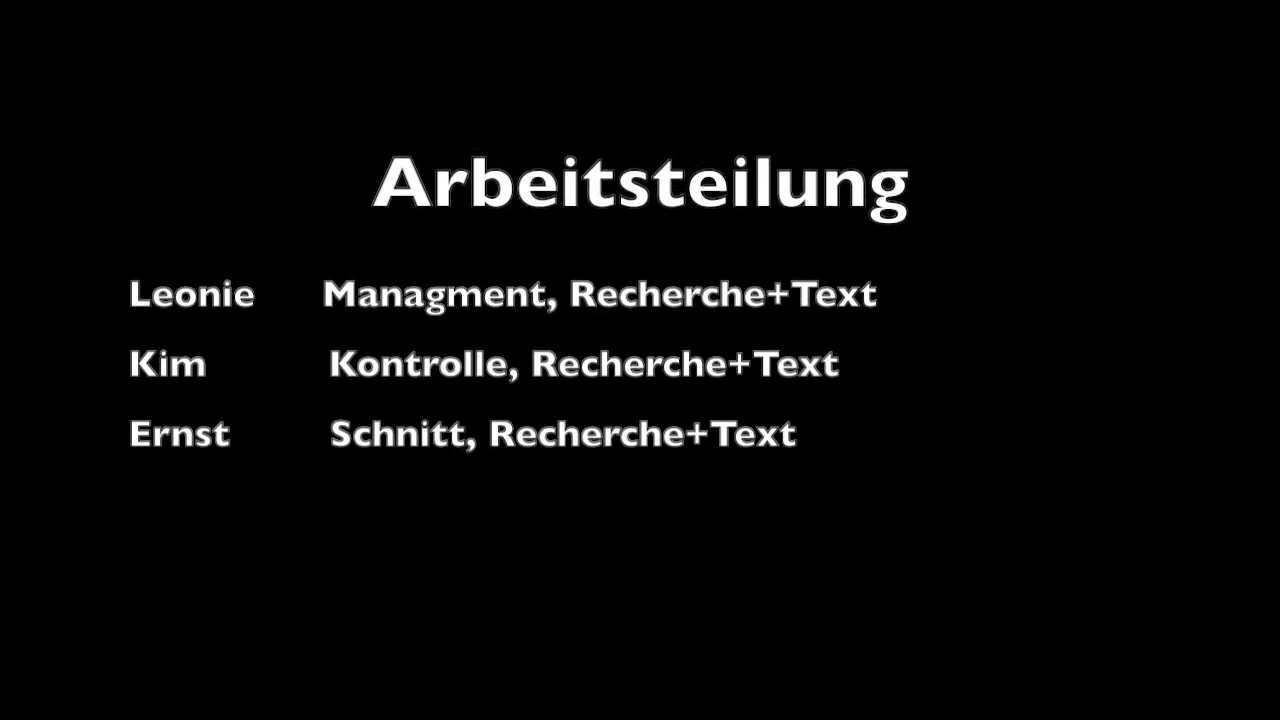 Arbeitsteilung
Leonie Managment, Recherche+Text
Kim Kontrolle, Recherche+Text
Ernst Schnitt, Recherche+Text